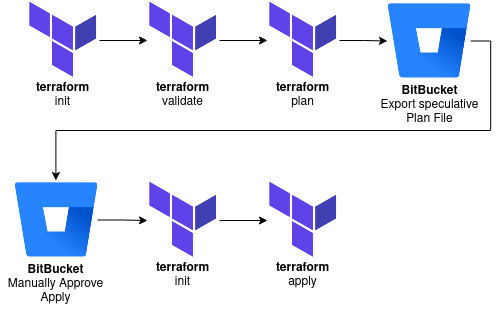 terraform
init
terraform
validate
terraform
plan
BitBucket
Export speculative
Plan File
BitBucket
Manually Approve
Apply
terraform
init
terraform
apply